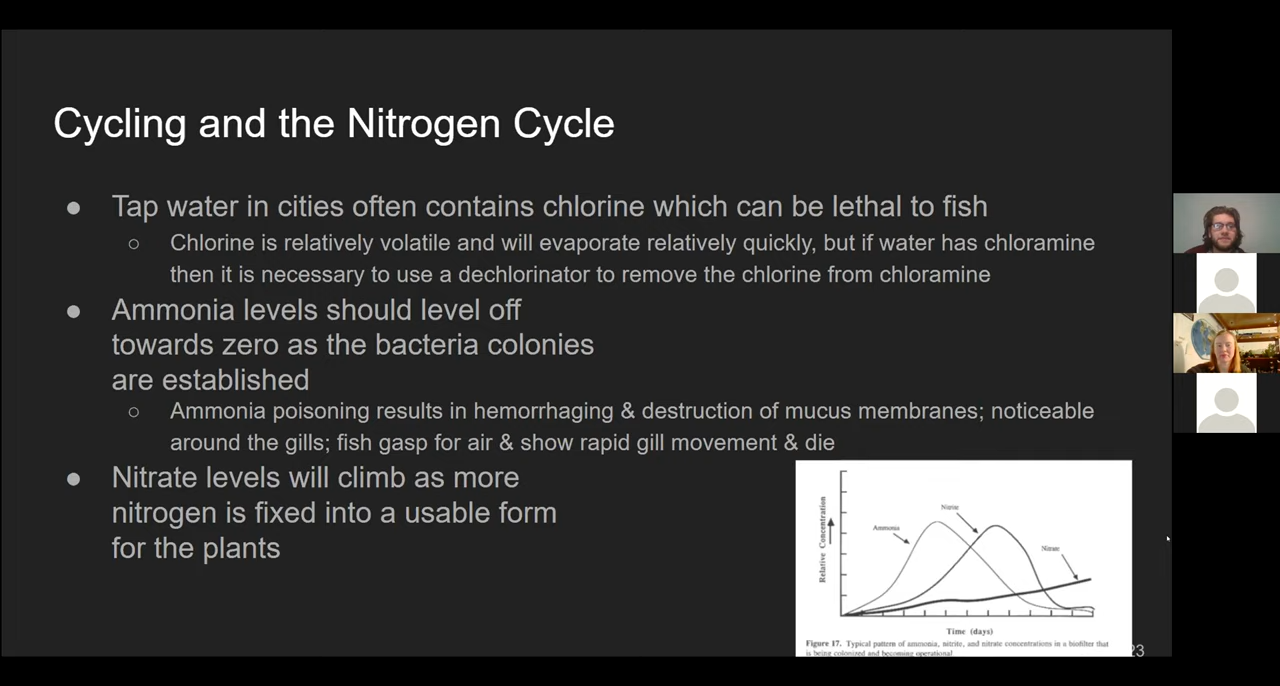 Cycling and the Nitrogen Cycle
● Tap water in cities often contains chlorine which can be lethal to fish
○ Chlorine is relatively volatile and will evaporate relatively quickly, but if water has chloramine
then it is necessary to use a dechlorinator to remove the chlorine from chloramine
● Ammonia levels should level off
towards zero as the bacteria colonies
are established
○ Ammonia poisoning results in hemorrhaging & destruction of mucus membranes; noticeable
around the gills; fish gasp for air & show rapid gill movement & die
● Nitrate levels will climb as more
nitrogen is fixed into a usable form
for the plants
Relative Concentration
Ammonia
Nitrite
Nitrate
Time (days)
Figure 17. Typical pattern of ammonia, nitrite, and nitrate concentrations in a biofilter that
is being colonized and becoming operational
23